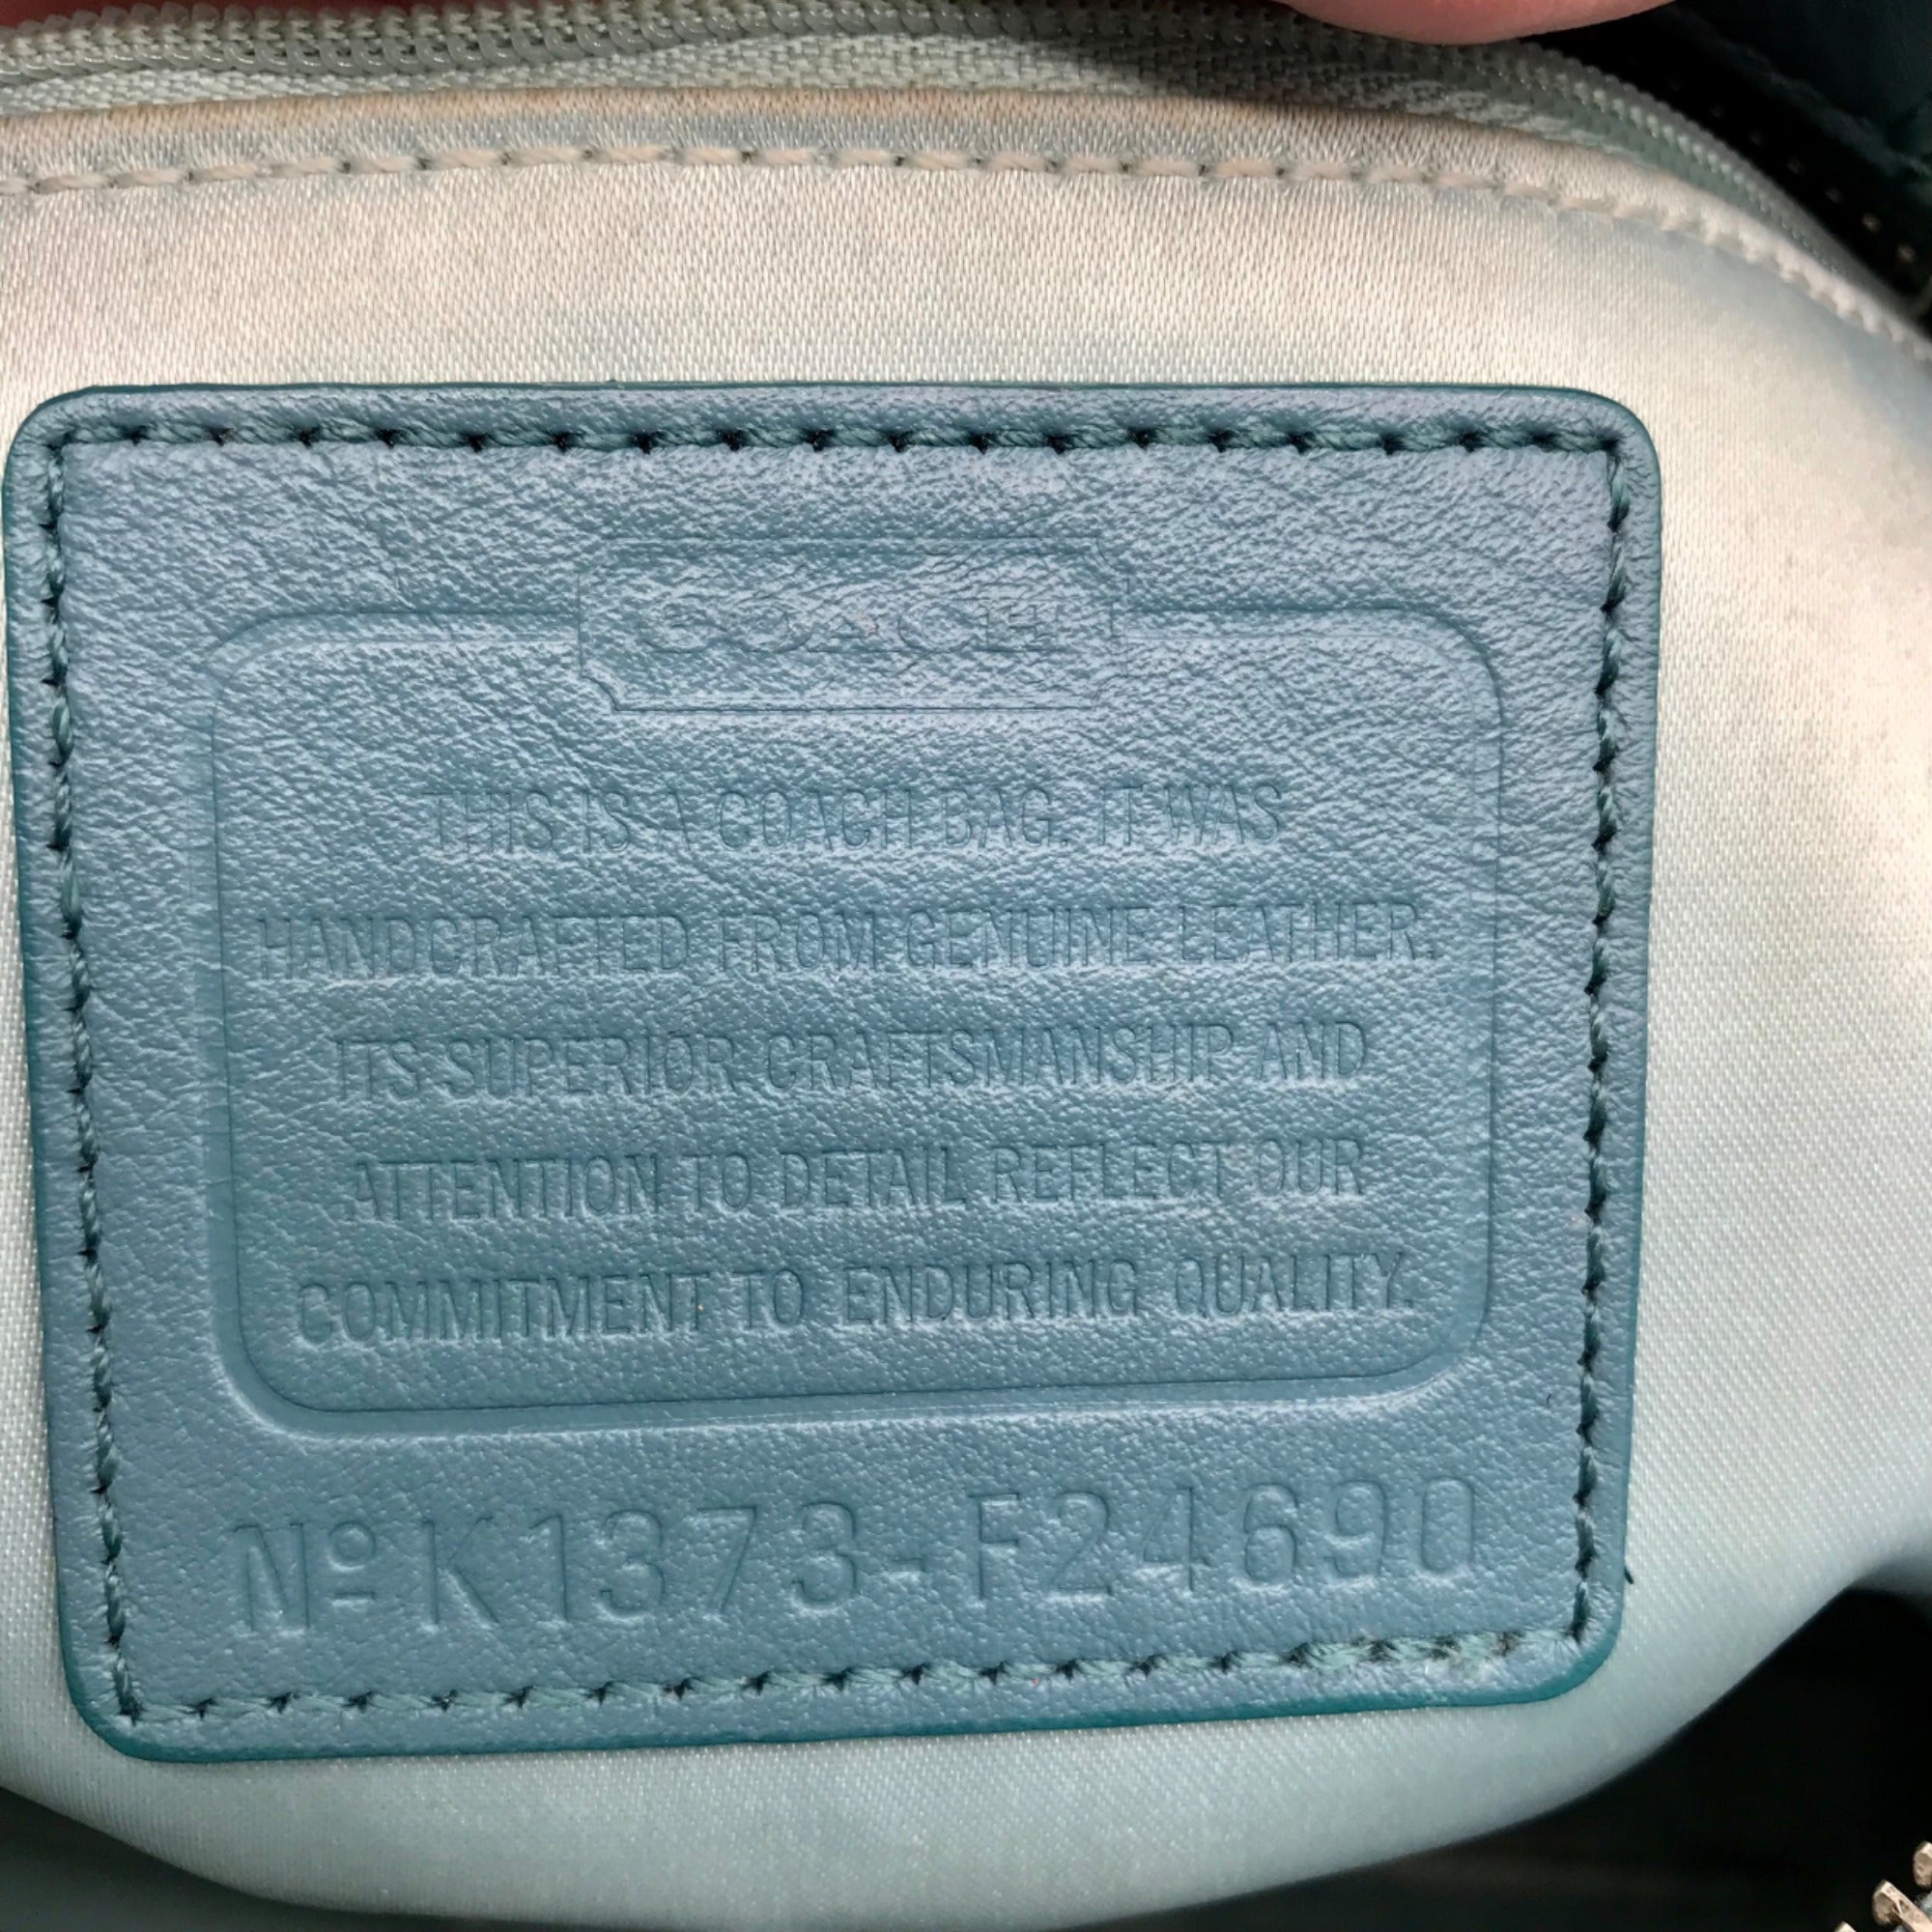 COACH
THIS IS A COACH BAG. IT WAS
HANDCRAFTED FROM GENUINE LEATHER.
ITS SUPERIOR CRAFTSMANSHIP AND
ATTENTION TO DETAIL REFLECT OUR
COMMITMENT TO ENDURING QUALITY.
Nº K1373-F24690